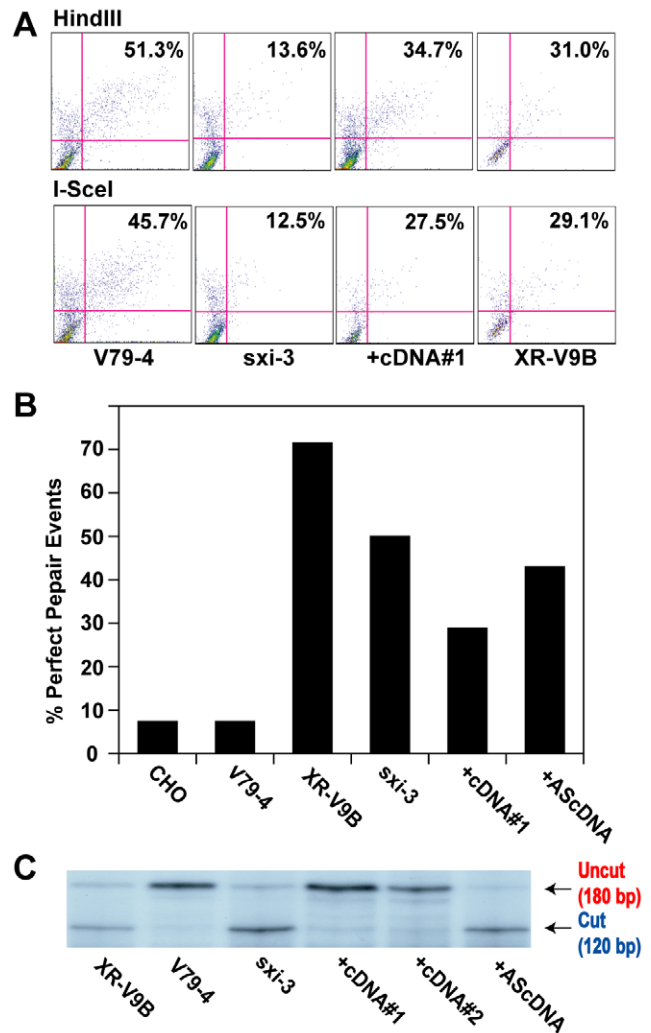 A
HindIII
51.3% 13.6% 34.7% 31.0%
I-SceI
45.7% 12.5% 27.5% 29.1%
V79-4 sxi-3 +cDNA#1 XR-V9B
B
% Perfect Pepair Events
70
60
50
40
30
20
10
0
CHO V79-4 XR-V9B sxi-3 +cDNA#1 +AScDNA
C
Uncut
(180 bp)
Cut
(120 bp)
XR-V9B V79-4 sxi-3 +cDNA#1 +cDNA#2 +AScDNA